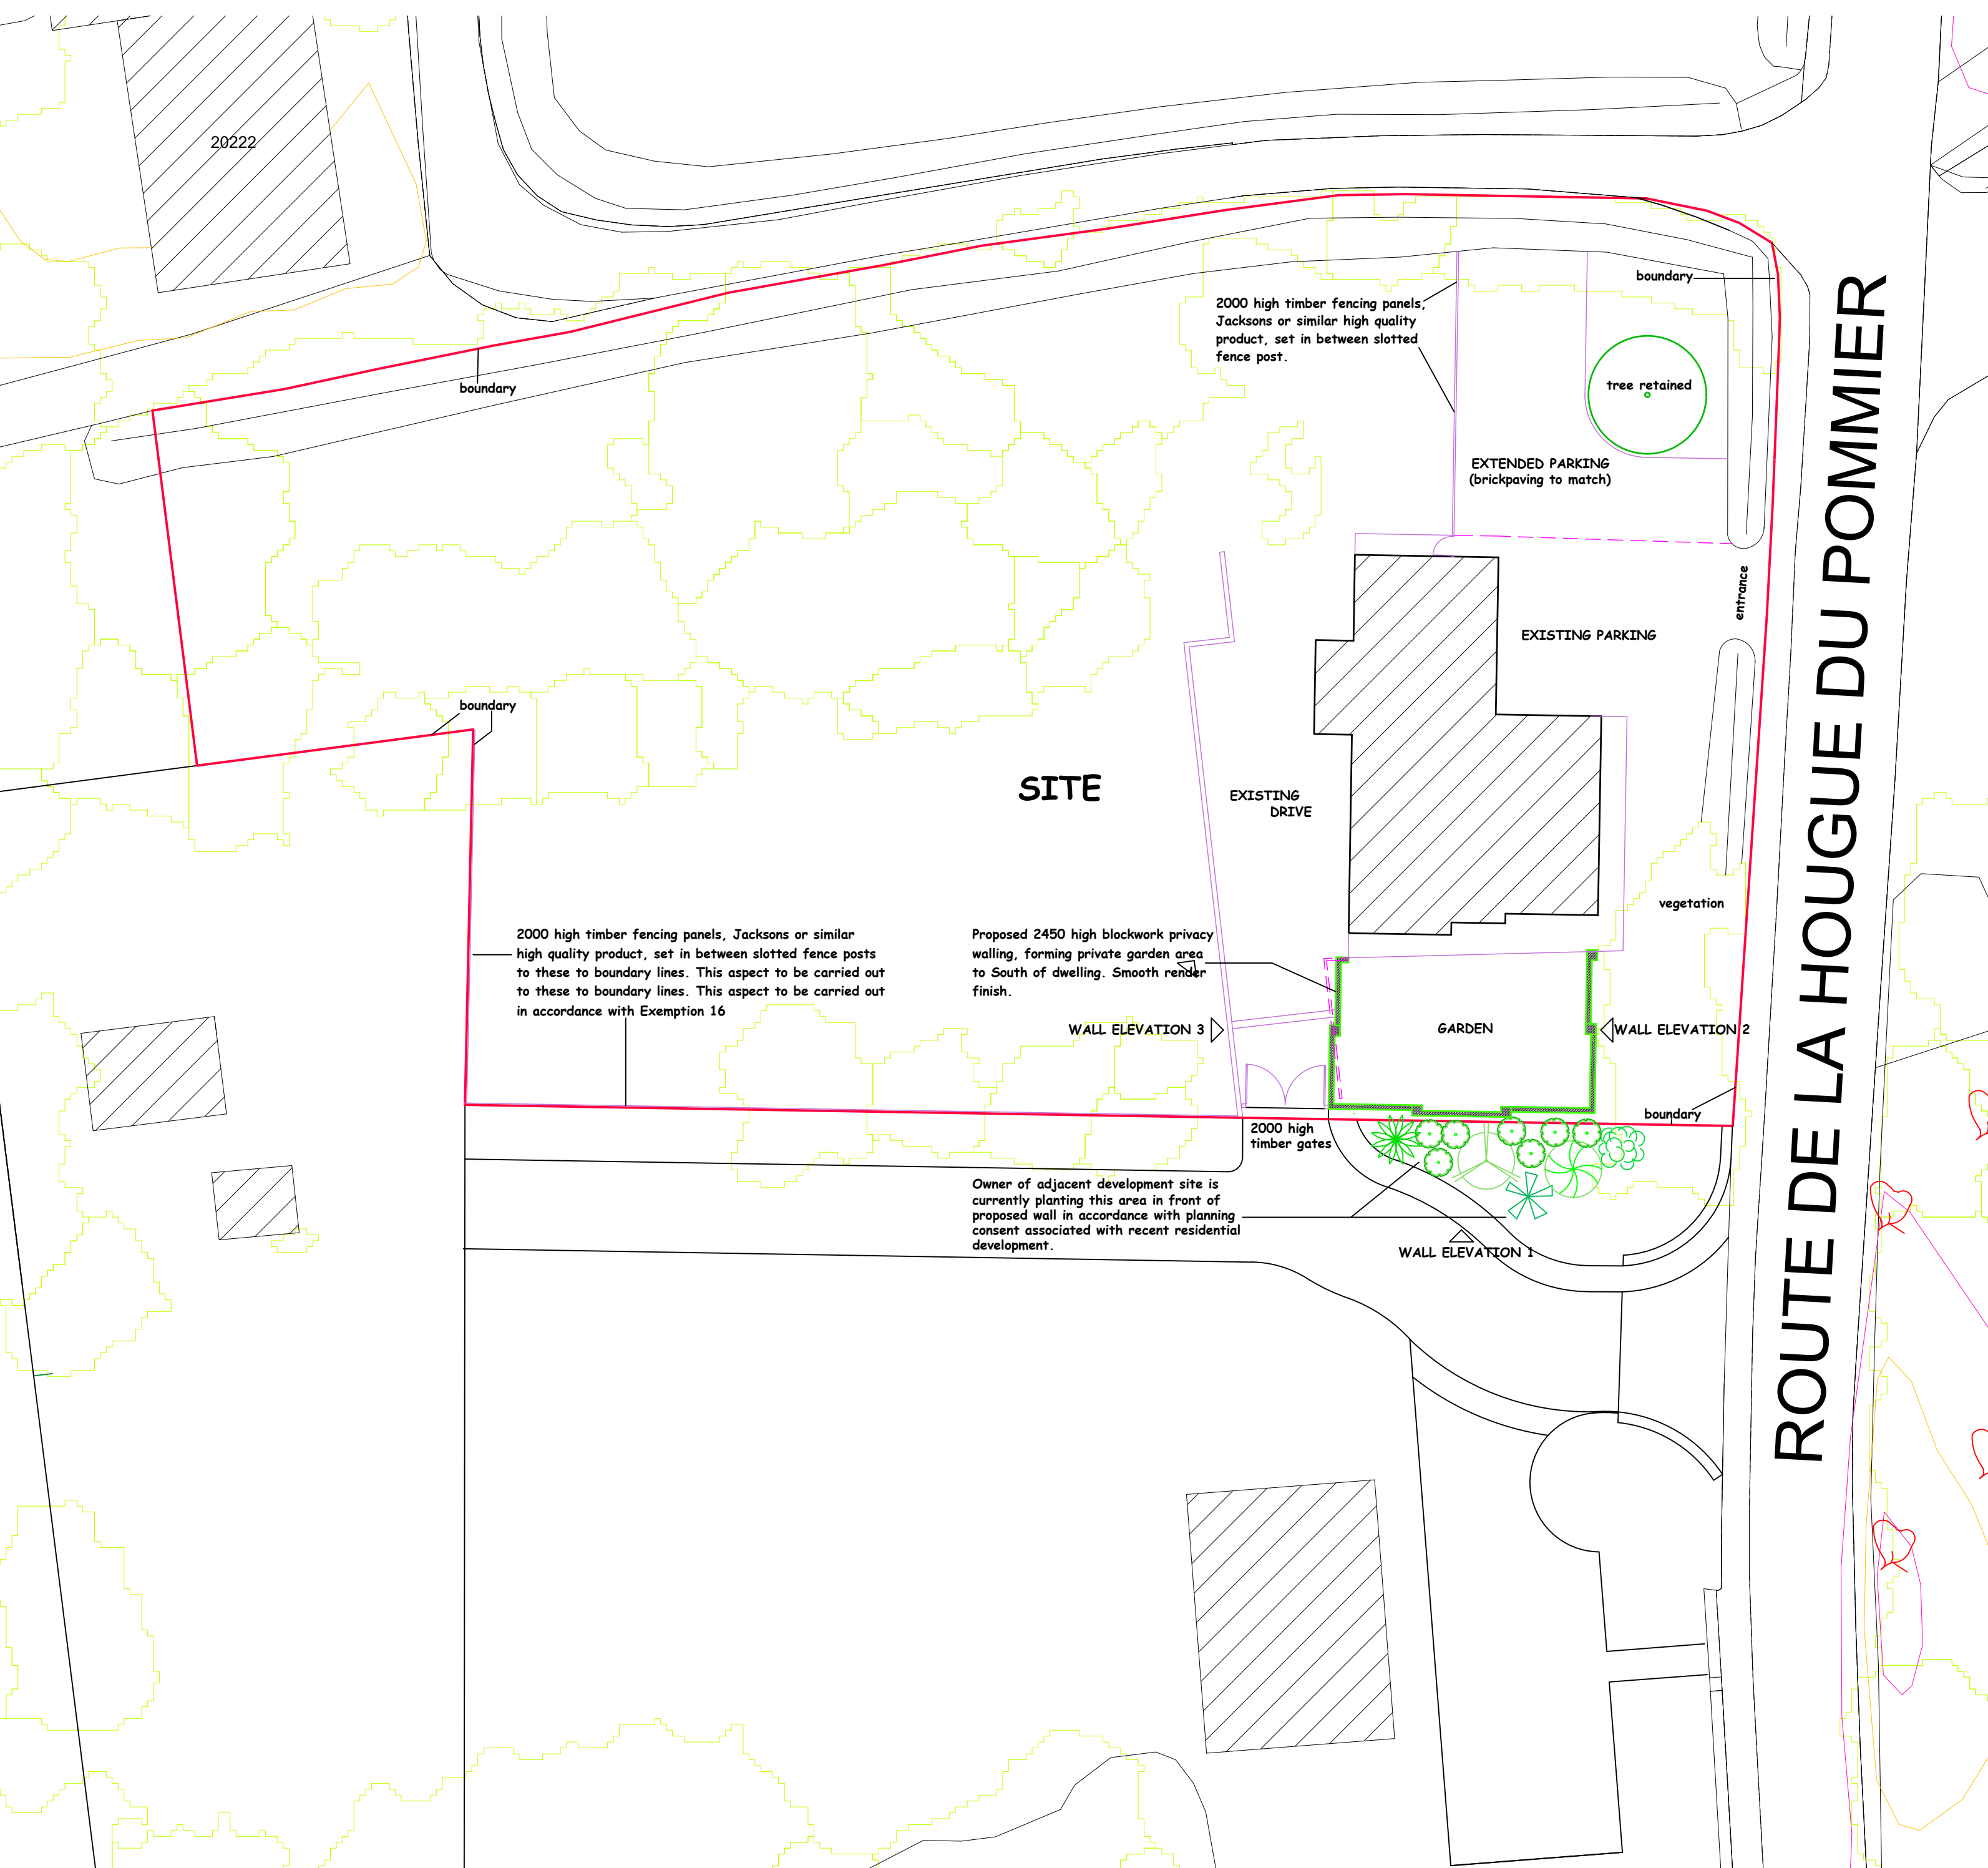 20222
boundary
2000 high timber fencing panels,
Jacksons or similar high quality
product, set in between slotted
fence post.
boundary
tree retained
EXTENDED PARKING
(brickpaving to match)
entrance
EXISTING PARKING
ROUTE DE LA HOUGUE DU POMMIER
boundary
SITE
EXISTING
DRIVE
vegetation
2000 high timber fencing panels, Jacksons or similar
high quality product, set in between slotted fence posts
to these to boundary lines. This aspect to be carried out
to these to boundary lines. This aspect to be carried out
in accordance with Exemption 16
Proposed 2450 high blockwork privacy
walling, forming private garden area
to South of dwelling. Smooth render
finish.
WALL ELEVATION 3
GARDEN
WALL ELEVATION 2
boundary
2000 high
timber gates
Owner of adjacent development site is
currently planting this area in front of
proposed wall in accordance with planning
consent associated with recent residential
development.
WALL ELEVATION 1